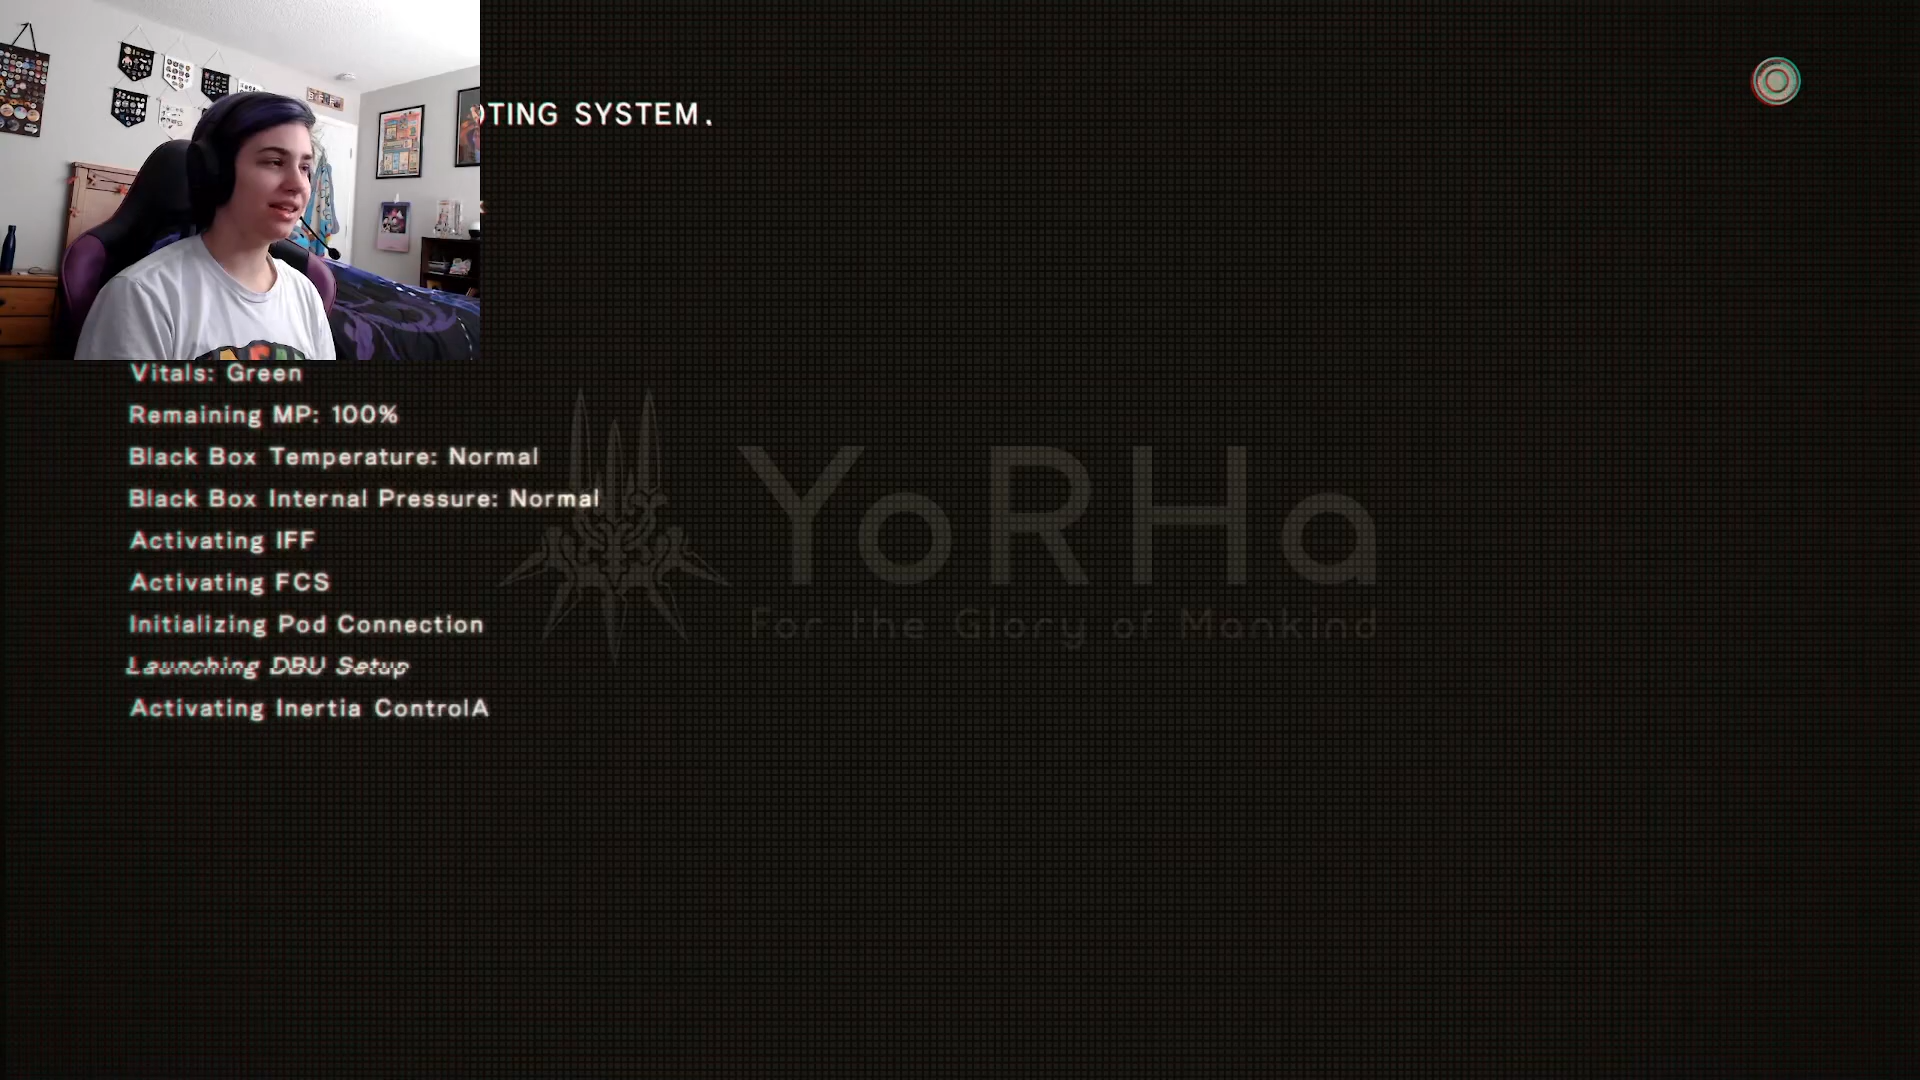 OTING SYSTEM.
Vitals: Green
Remaining MP: 100%
Black Box Temperature: Normal
Black Box Internal Pressure: Normal
Activating IFF
Activating FCS
Initializing Pod Connection
Launching DBU Setup
Activating Inertia ControlA
YoRHa
For the Glory of Mankind